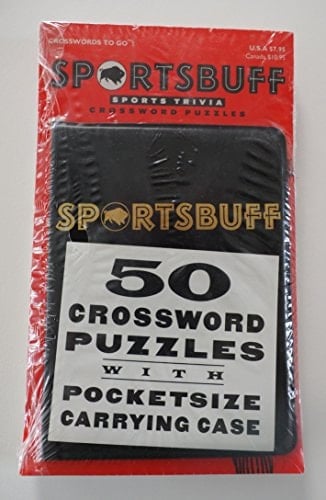 CROSSWORDS TO GO™
U.S.A $7.95
Canada $10.95
SPORTSBUFF
SPORTS TRIVIA
CROSSWORD PUZZLES
SPORTSBUFF
50
CROSSWORD
PUZZLES
WITH
POCKETSIZE
CARRYING CASE